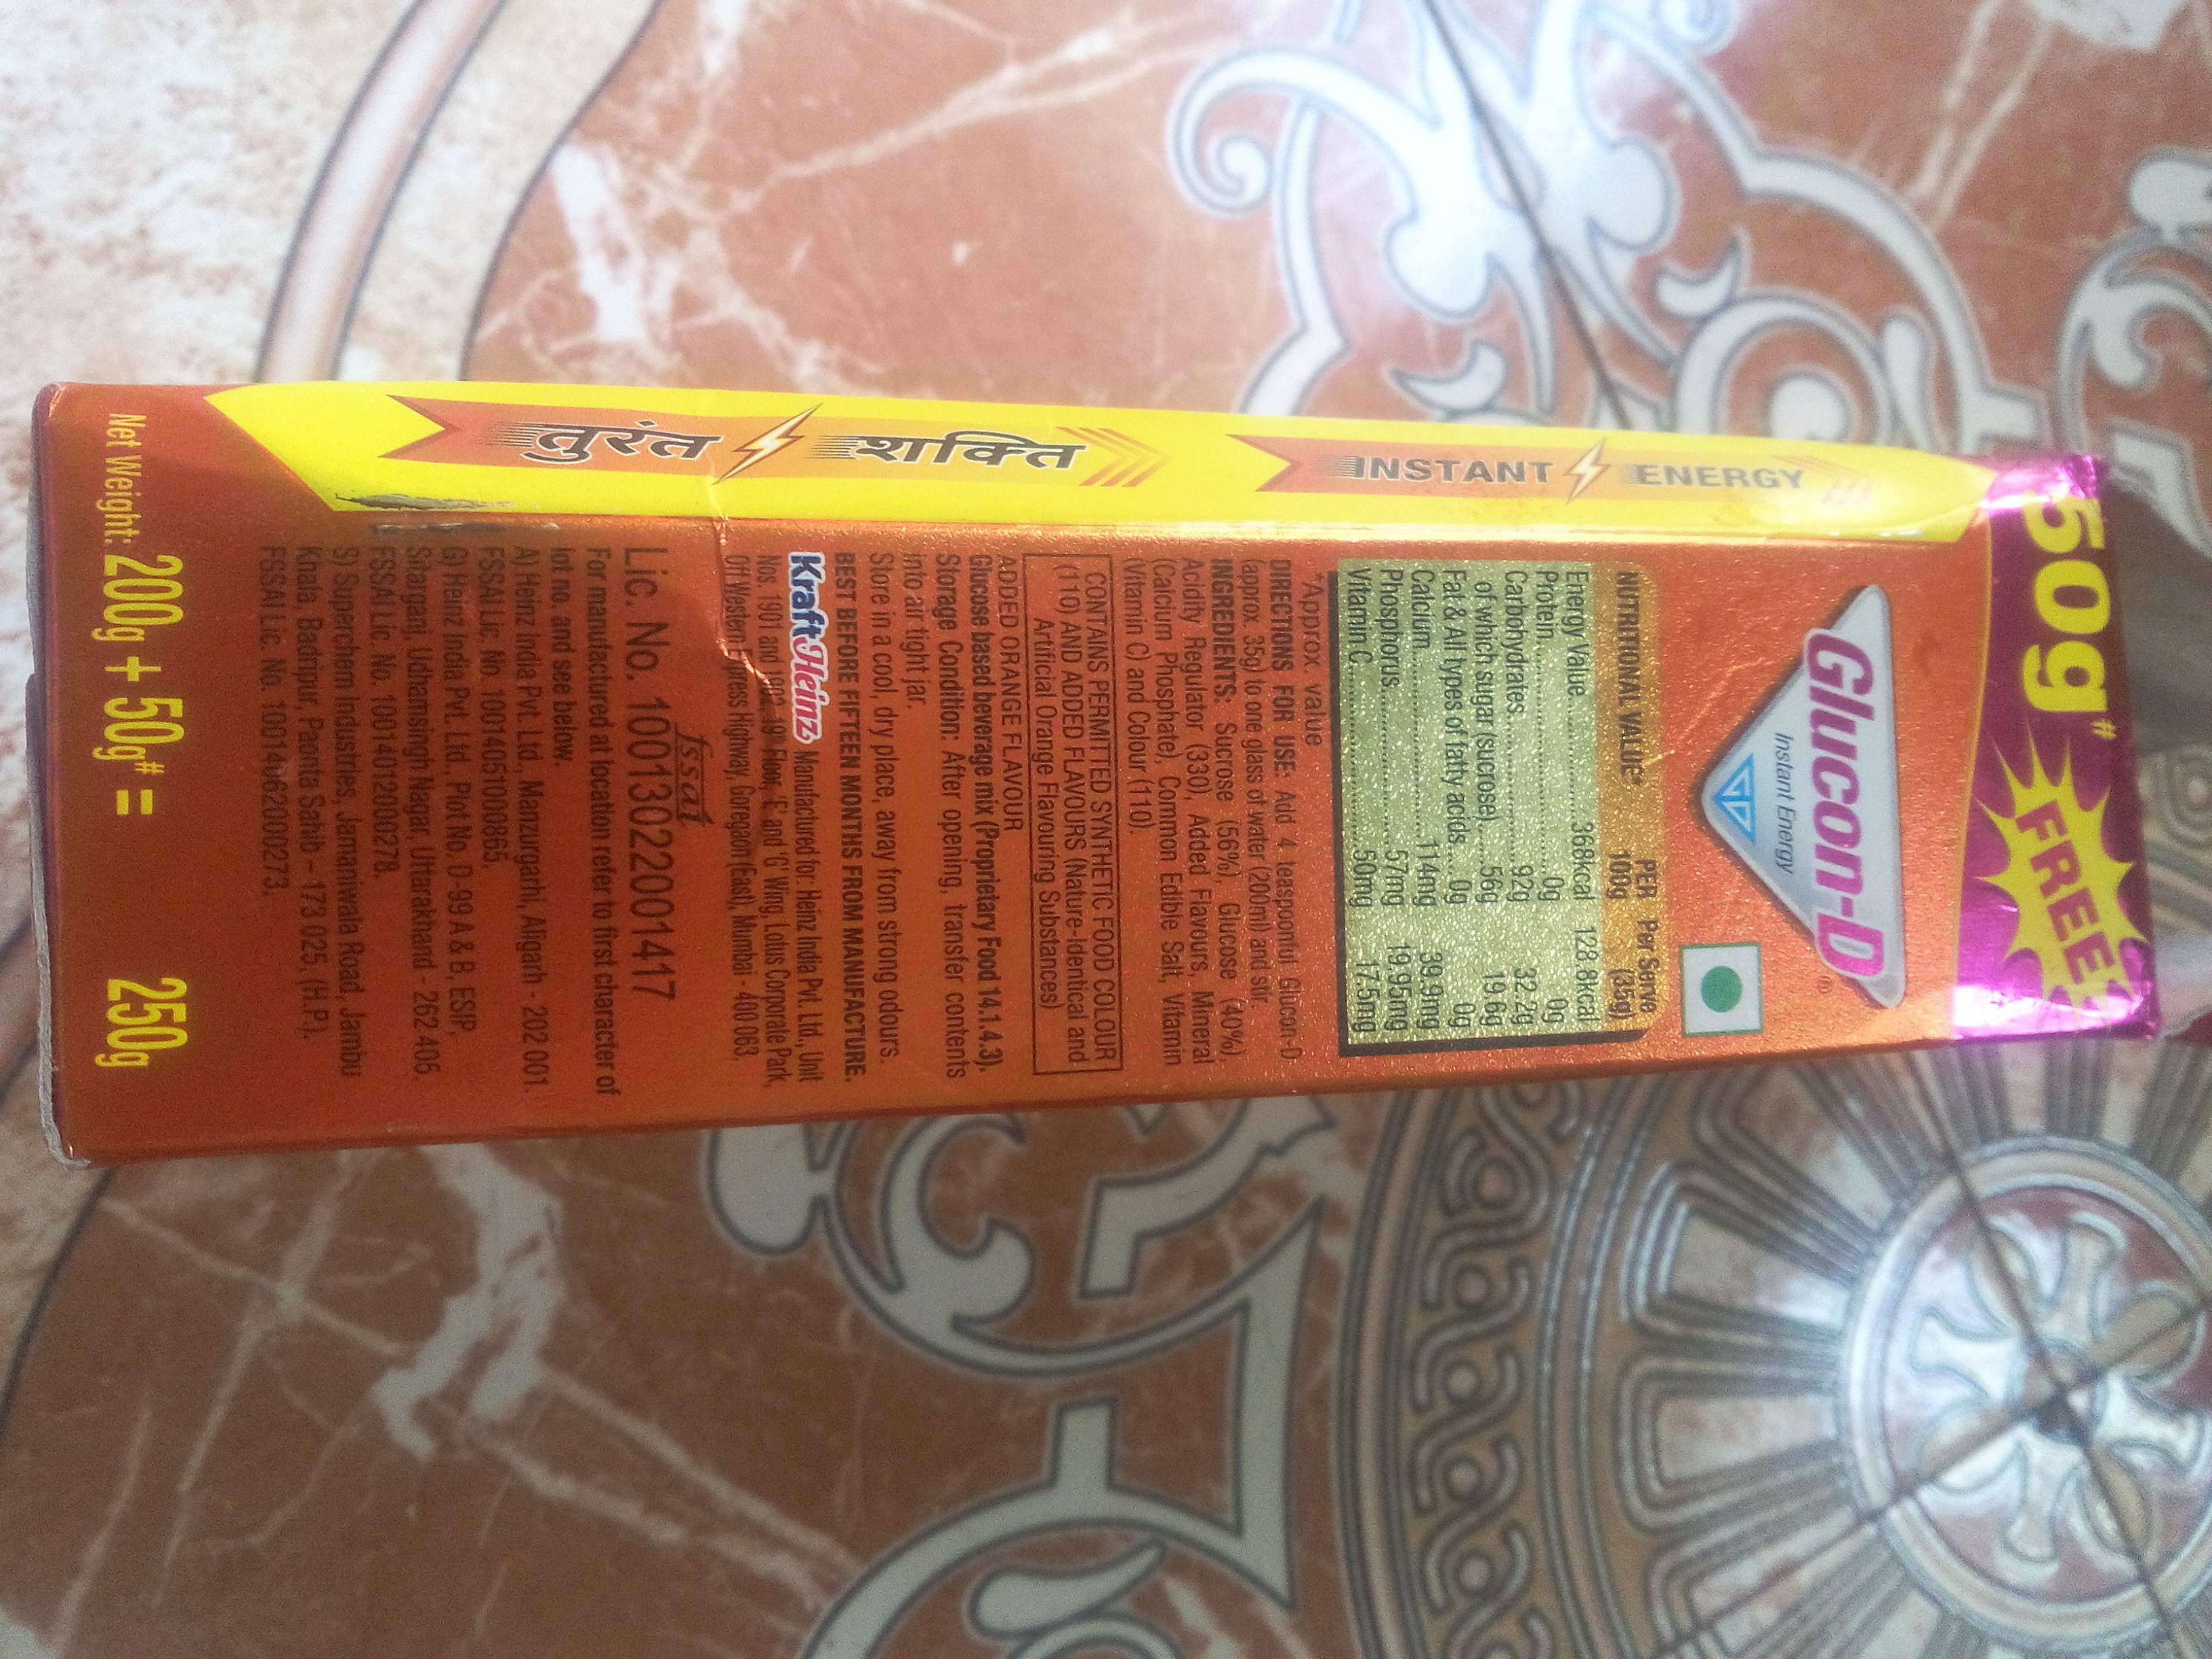 50g#
FREE
Glucon-D®
Instant Energy
NUTRITIONAL VALUE* PER 100g Per Serve (35g)
Energy Value..........368kcal 128.8kcal
Protein..........0g 0g
Carbohydrates..........92g 32.2g
of which sugar (sucrose)....56g 19.6g
Fat & All types of fatty acids....0g 0g
Calcium..........114mg 39.9mg
Phosphorus..........57mg 19.95mg
Vitamin C..........50mg 17.5mg
*Approx value
DIRECTIONS FOR USE: Add 4 teaspoonful Glucon-D
(approx. 35g) to one glass of water (200ml) and stir.
INGREDIENTS: Sucrose (56%), Glucose (40%),
Acidity Regulator (330), Added Flavours, Mineral
(Calcium Phosphate), Common Edible Salt, Vitamin
(Vitamin C) and Colour (110).
CONTAINS PERMITTED SYNTHETIC FOOD COLOUR
(110) AND ADDED FLAVOURS (Nature-Identical and
Artificial Orange Flavouring Substances)
ADDED ORANGE FLAVOUR
Glucose based beverage mix (Proprietary Food 14.1.4.3).
Storage Condition: After opening, transfer contents
into air tight jar.
Store in a cool, dry place, away from strong odours.
BEST BEFORE FIFTEEN MONTHS FROM MANUFACTURE.
KraftHeinz Manufactured for: Heinz India Pvt. Ltd., Unit
Nos. 1901 and 1902, 19th Floor, 'E' and 'G' Wing, Lotus Corporate Park,
Of Western Express Highway, Goregaon (East), Mumbai - 400 063.
fssai
Lic. No. 10013022001417
For manufactured at location refer to first character of
lot no. and see below.
A) Heinz India Pvt. Ltd., Manzurgarhi, Aligarh - 202 001.
FSSAI Lic. No. 10014051000865.
G) Heinz India Pvt. Ltd., Plot No. D-99 A & B, ESIP,
Sitarganj, Udhamsingh Nagar, Uttarakhand - 262 405.
FSSAI Lic. No. 10014012000278.
S) Superchem Industries, Jamaniwala Road, Jambu
Khala, Badripur, Paonta Sahib - 173 025, (H.P.).
FSSAI Lic. No. 10014062000273.
Net Weight: 200g + 50g# = 250g
तुरंत शक्ति
INSTANT ENERGY